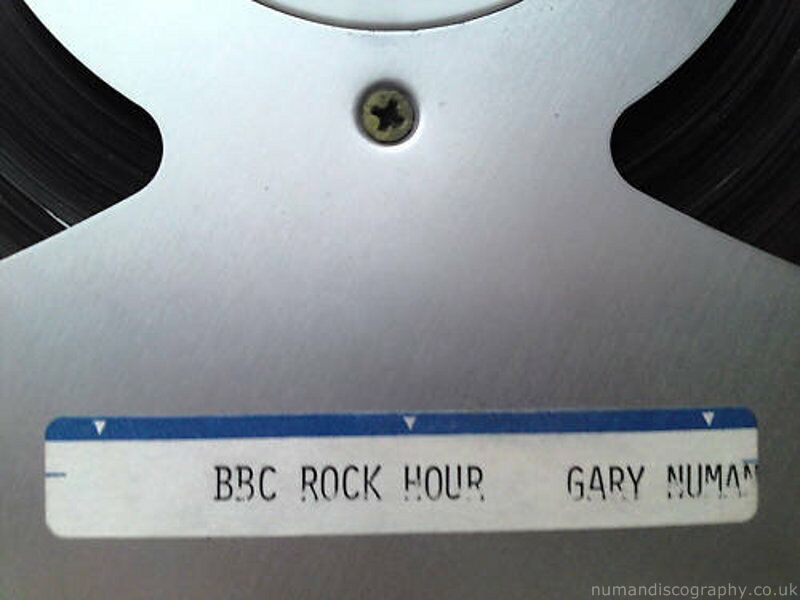 BBC ROCK HOUR GARY NUMAN
numandiscography.co.uk